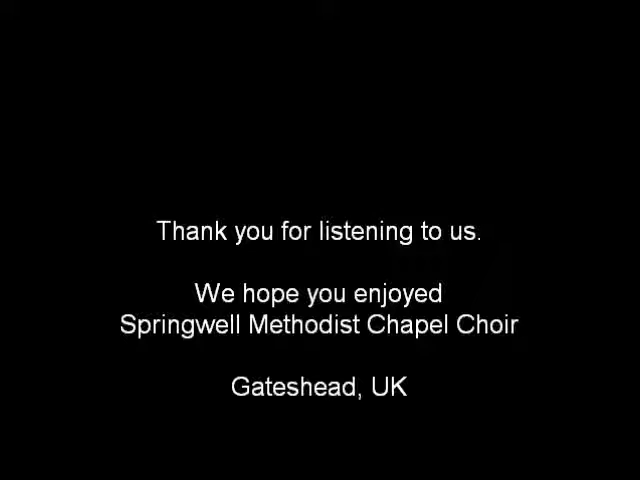 Thank you for listening to us.
We hope you enjoyed
Springwell Methodist Chapel Choir
Gateshead, UK